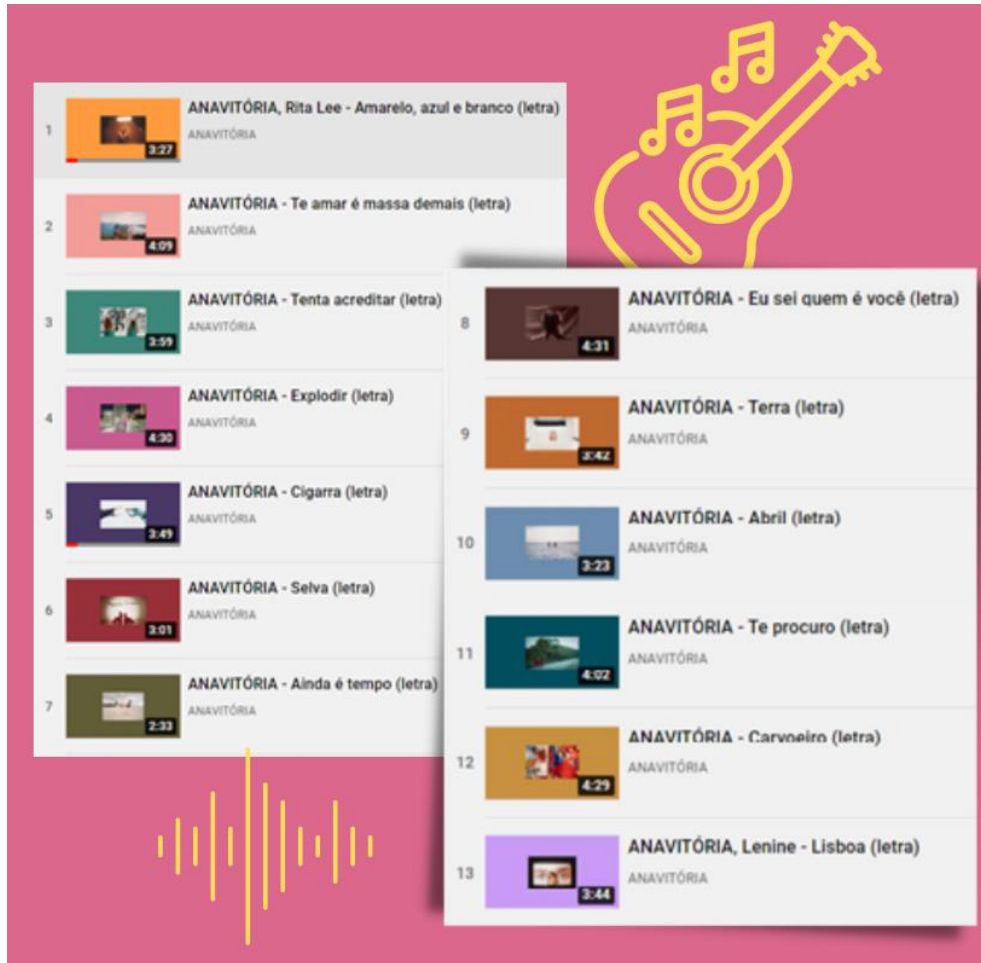 1
ANAVITÓRIA, Rita Lee - Amarelo, azul e branco (letra)
ANAVITÓRIA
3:27
2
ANAVITÓRIA - Te amar é massa demais (letra)
ANAVITÓRIA
4:09
3
ANAVITÓRIA - Tenta acreditar (letra)
ANAVITÓRIA
3:59
4
ANAVITÓRIA - Explodir (letra)
ANAVITÓRIA
4:30
5
ANAVITÓRIA - Cigarra (letra)
ANAVITÓRIA
3:49
6
ANAVITÓRIA - Selva (letra)
ANAVITÓRIA
3:01
7
ANAVITÓRIA - Ainda é tempo (letra)
ANAVITÓRIA
2:33
8
ANAVITÓRIA - Eu sei quem é você (letra)
ANAVITÓRIA
4:31
9
ANAVITÓRIA - Terra (letra)
ANAVITÓRIA
3:42
10
ANAVITÓRIA - Abril (letra)
ANAVITÓRIA
3:23
11
ANAVITÓRIA - Te procuro (letra)
ANAVITÓRIA
4:02
12
ANAVITÓRIA - Carvoeiro (letra)
ANAVITÓRIA
4:29
13
ANAVITÓRIA, Lenine - Lisboa (letra)
ANAVITÓRIA
3:44